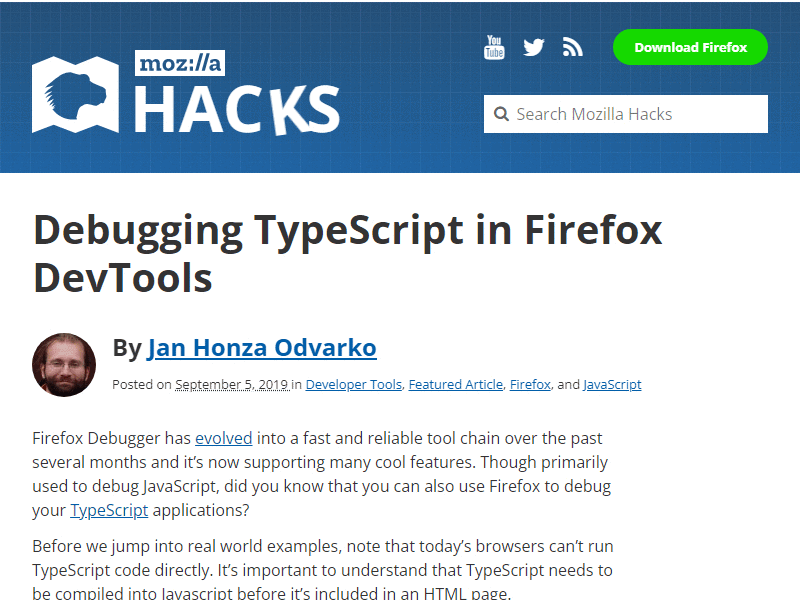 You Tube
Download Firefox
moz://a
HACKS
Search Mozilla Hacks
Debugging TypeScript in Firefox
DevTools
By Jan Honza Odvarko
Posted on September 5, 2019 in Developer Tools, Featured Article, Firefox, and JavaScript
Firefox Debugger has evolved into a fast and reliable tool chain over the past
several months and it’s now supporting many cool features. Though primarily
used to debug JavaScript, did you know that you can also use Firefox to debug
your TypeScript applications?
Before we jump into real world examples, note that today’s browsers can’t run
TypeScript code directly. It’s important to understand that TypeScript needs to
be compiled into Javascript before it’s included in an HTML page.